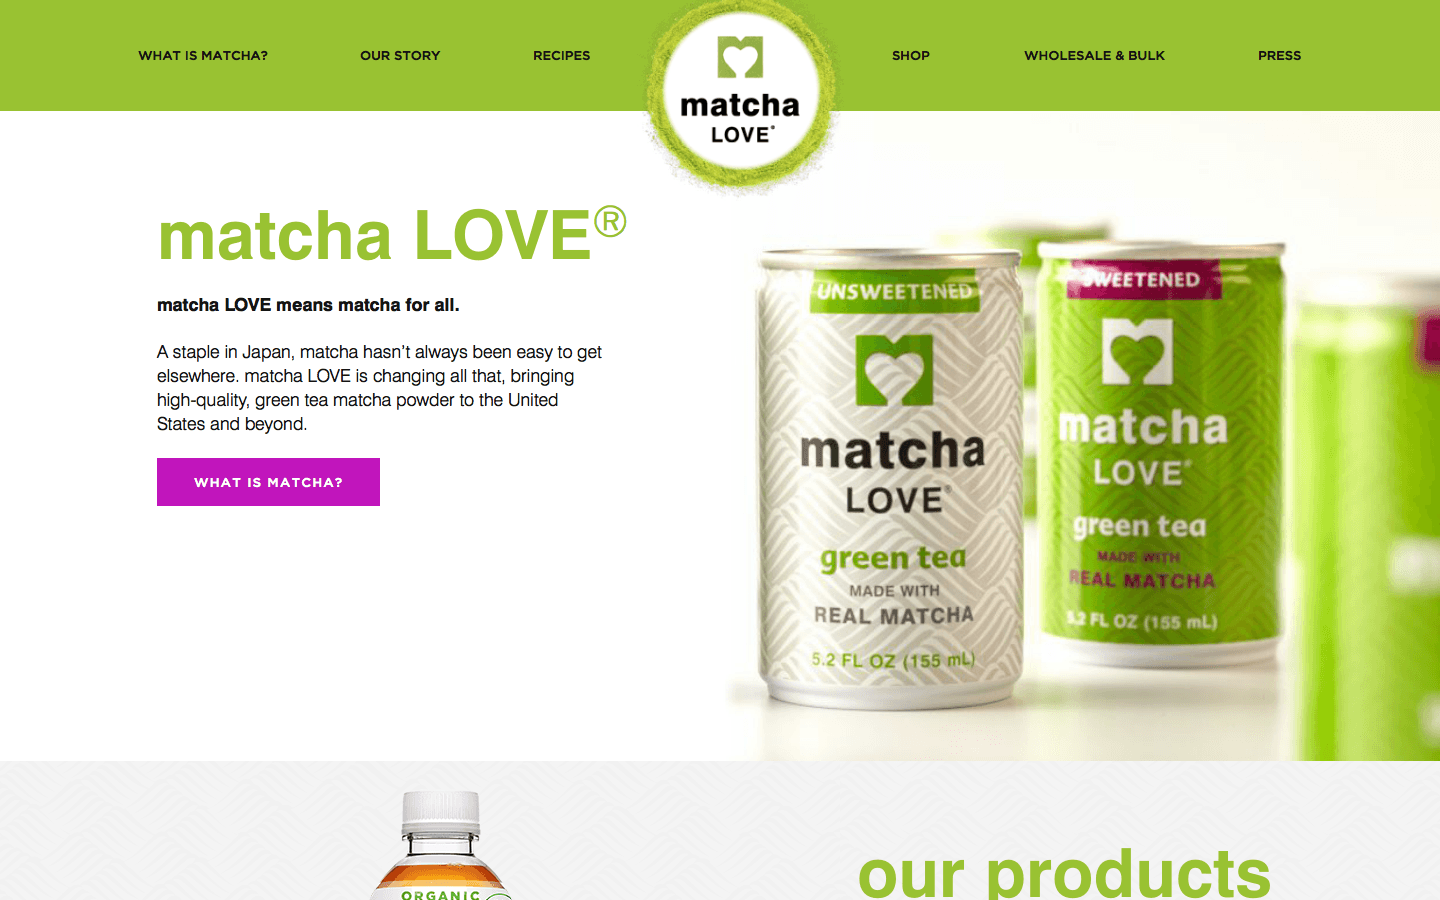 WHAT IS MATCHA?
OUR STORY
RECIPES
matcha
LOVE®
SHOP
WHOLESALE & BULK
PRESS
matcha LOVE®
matcha LOVE means matcha for all.
A staple in Japan, matcha hasn't always been easy to get
elsewhere. matcha LOVE is changing all that, bringing
high-quality, green tea matcha powder to the United
States and beyond.
WHAT IS MATCHA?
UNSWEETENED
matcha
LOVE®
green tea
MADE WITH
REAL MATCHA
5.2 FL OZ (155 mL)
SWEETENED
matcha
LOVE®
green tea
MADE WITH
REAL MATCHA
5.2 FL OZ (155 mL)
ORGANIC
our products